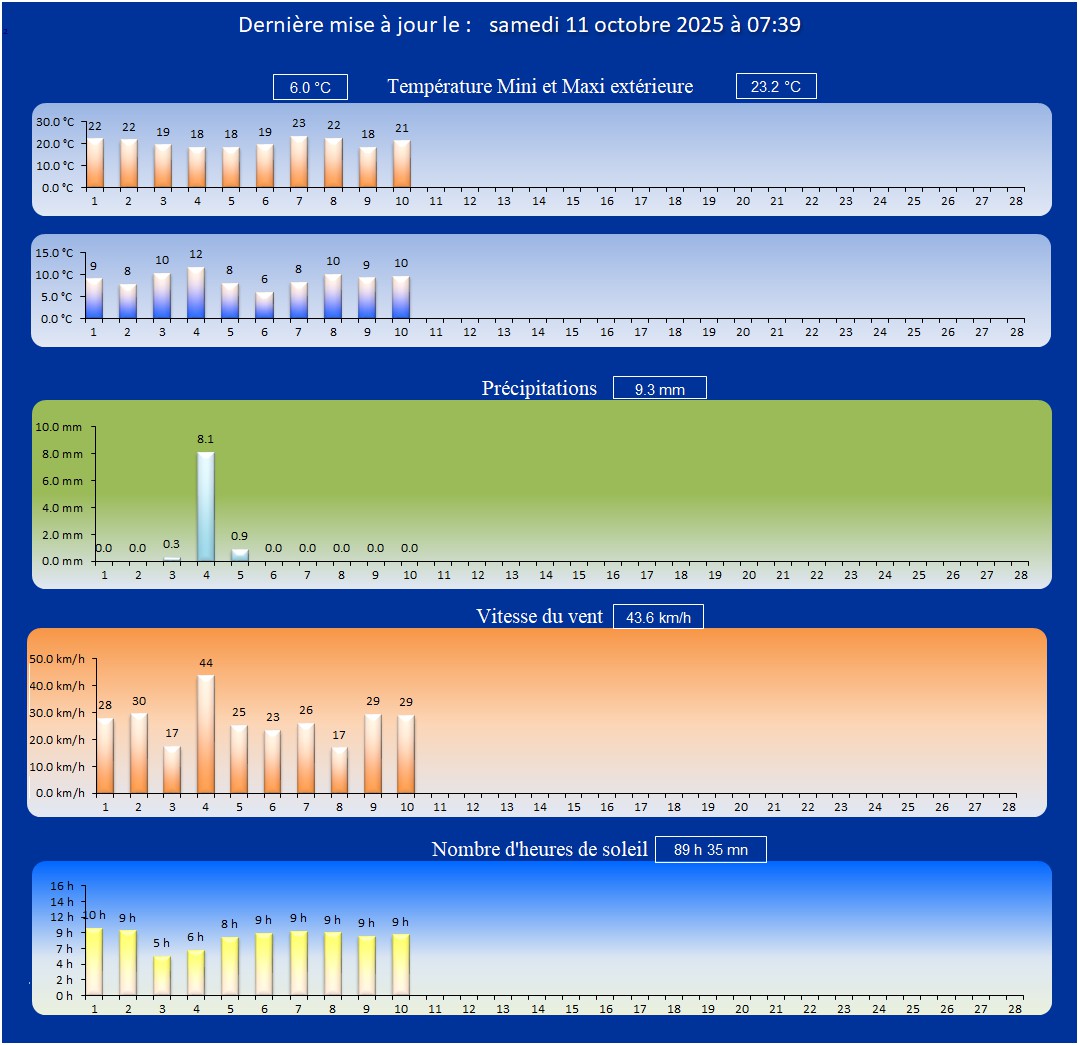 Dernière mise à jour le : samedi 11 octobre 2025 à 07:39
6.0 °C Température Mini et Maxi extérieure 23.2 °C
30.0 °C
20.0 °C
10.0 °C
0.0 °C
22 22 19 18 18 19 23 22 18 21
1 2 3 4 5 6 7 8 9 10 11 12 13 14 15 16 17 18 19 20 21 22 23 24 25 26 27 28
15.0 °C
10.0 °C
5.0 °C
0.0 °C
9 8 10 12 8 6 8 10 9 10
1 2 3 4 5 6 7 8 9 10 11 12 13 14 15 16 17 18 19 20 21 22 23 24 25 26 27 28
Précipitations 9.3 mm
10.0 mm
8.0 mm
6.0 mm
4.0 mm
2.0 mm
0.0 mm
0.0 0.0 0.3 8.1 0.9 0.0 0.0 0.0 0.0 0.0
1 2 3 4 5 6 7 8 9 10 11 12 13 14 15 16 17 18 19 20 21 22 23 24 25 26 27 28
Vitesse du vent 43.6 km/h
50.0 km/h
40.0 km/h
30.0 km/h
20.0 km/h
10.0 km/h
0.0 km/h
28 30 17 44 25 23 26 17 29 29
1 2 3 4 5 6 7 8 9 10 11 12 13 14 15 16 17 18 19 20 21 22 23 24 25 26 27 28
Nombre d'heures de soleil 89 h 35 mn
16 h
14 h
12 h
9 h
7 h
4 h
2 h
0 h
10 h 9 h 5 h 6 h 8 h 9 h 9 h 9 h 9 h 9 h
1 2 3 4 5 6 7 8 9 10 11 12 13 14 15 16 17 18 19 20 21 22 23 24 25 26 27 28